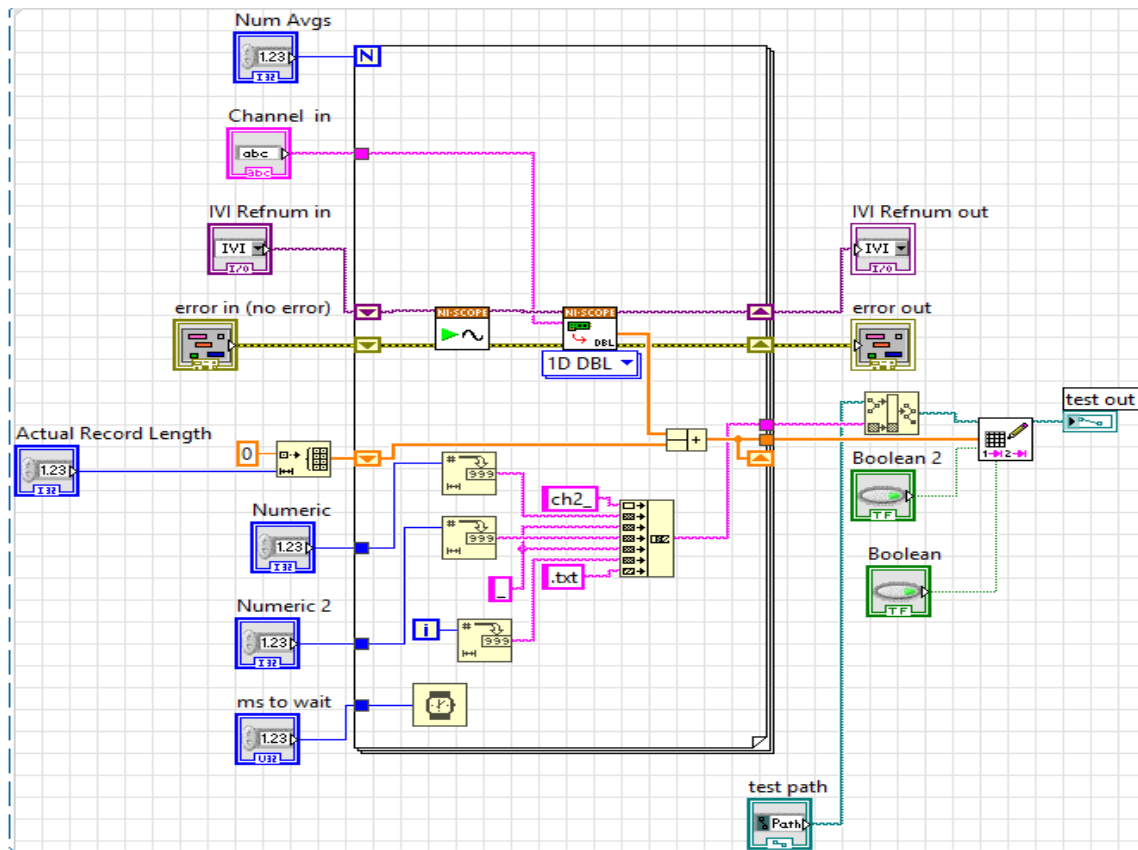 Num Avgs
1.23
I32
N
Channel in
abc
abc
IVI Refnum in
IVI
I/O
IVI Refnum out
IVI
I/O
error in (no error)
NI-SCOPE
NI-SCOPE
DBL
1D DBL
error out
test out
Actual Record Length
1.23
I32
0
+
1 2
# 999
Boolean 2
TF
Numeric
1.23
I32
ch2_
# 999
_
.txt
Boolean
TF
Numeric 2
1.23
I32
i
# 999
ms to wait
1.23
U32
test path
Path